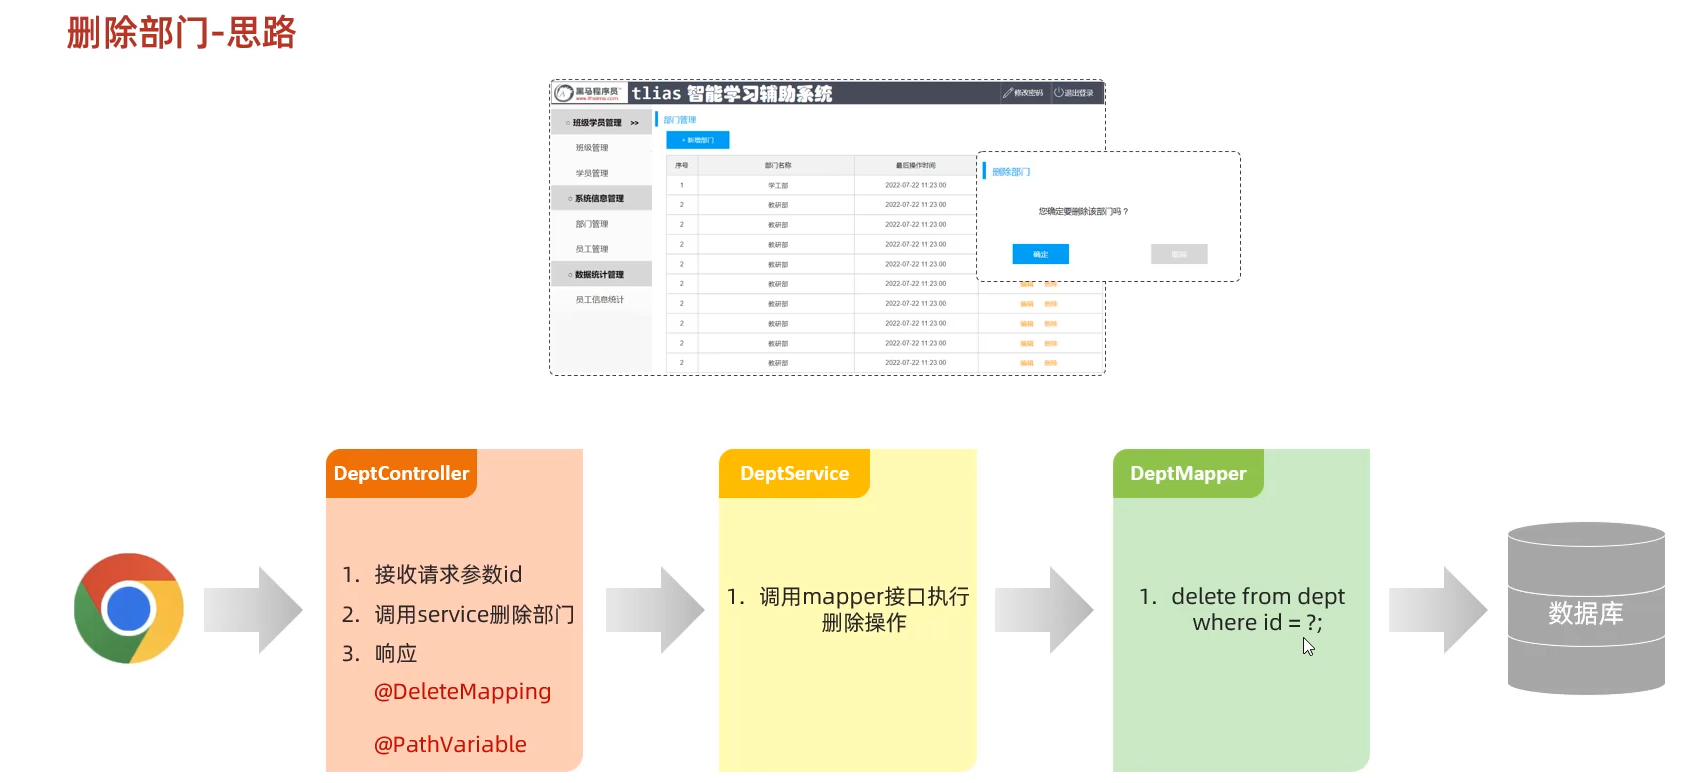 删除部门-思路
黑马程序员
www.itheima.com
tlias 智能学习辅助系统
修改密码
退出登录
班级学员管理 >>
班级管理
学员管理
系统信息管理
部门管理
员工管理
数据统计管理
员工信息统计
部门管理
+ 新增部门
序号 部门名称 最后操作时间
1 学工部 2022-07-22 11:23:00
2 教研部 2022-07-22 11:23:00
2 教研部 2022-07-22 11:23:00
2 教研部 2022-07-22 11:23:00
2 教研部 2022-07-22 11:23:00
2 教研部 2022-07-22 11:23:00 编辑 删除
2 教研部 2022-07-22 11:23:00 编辑 删除
2 教研部 2022-07-22 11:23:00 编辑 删除
2 教研部 2022-07-22 11:23:00 编辑 删除
2 教研部 2022-07-22 11:23:00 编辑 删除
删除部门
您确定要删除该部门吗？
确定
DeptController
1. 接收请求参数id
2. 调用service删除部门
3. 响应
@DeleteMapping
@PathVariable
DeptService
1. 调用mapper接口执行
删除操作
DeptMapper
1. delete from dept
where id = ?;
数据库